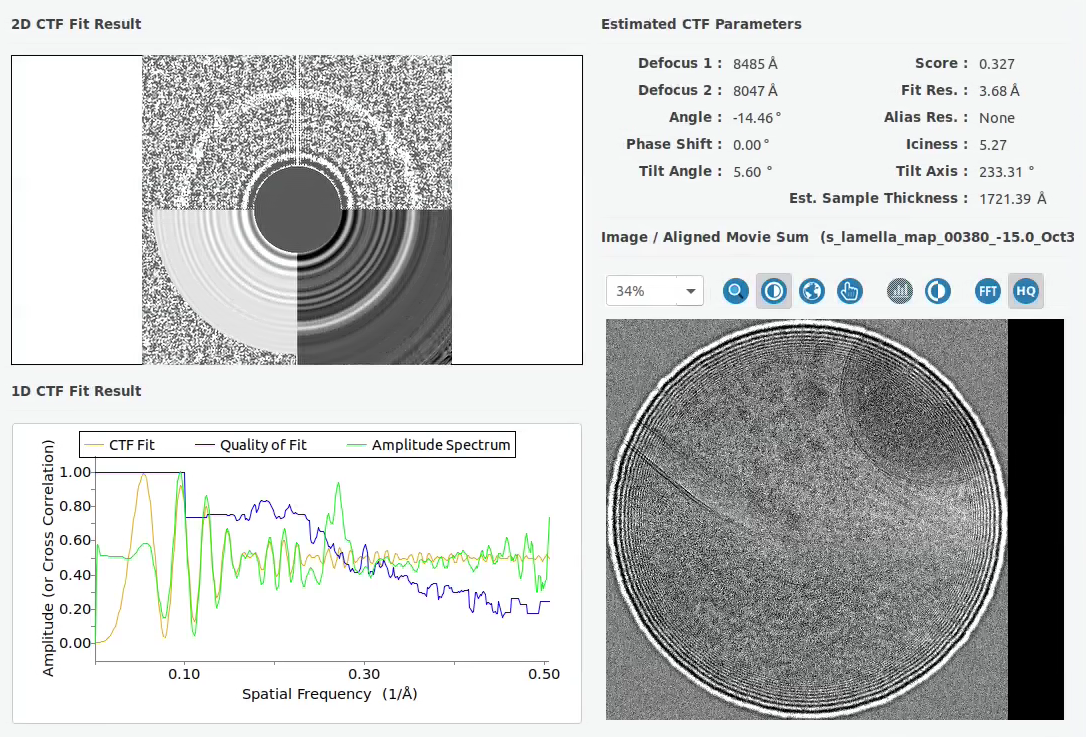 2D CTF Fit Result
Estimated CTF Parameters
Defocus 1 : 8485 Å
Score : 0.327
Defocus 2 : 8047 Å
Fit Res. : 3.68 Å
Angle : -14.46 °
Alias Res. : None
Phase Shift : 0.00 °
Iciness : 5.27
Tilt Angle : 5.60 °
Tilt Axis : 233.31 °
Est. Sample Thickness : 1721.39 Å
Image / Aligned Movie Sum (s_lamella_map_00380_-15.0_Oct3
34%
FFT
HQ
1D CTF Fit Result
CTF Fit
Quality of Fit
Amplitude Spectrum
Amplitude (or Cross Correlation)
1.00
0.80
0.60
0.40
0.20
0.00
0.10
0.30
0.50
Spatial Frequency (1/Å)